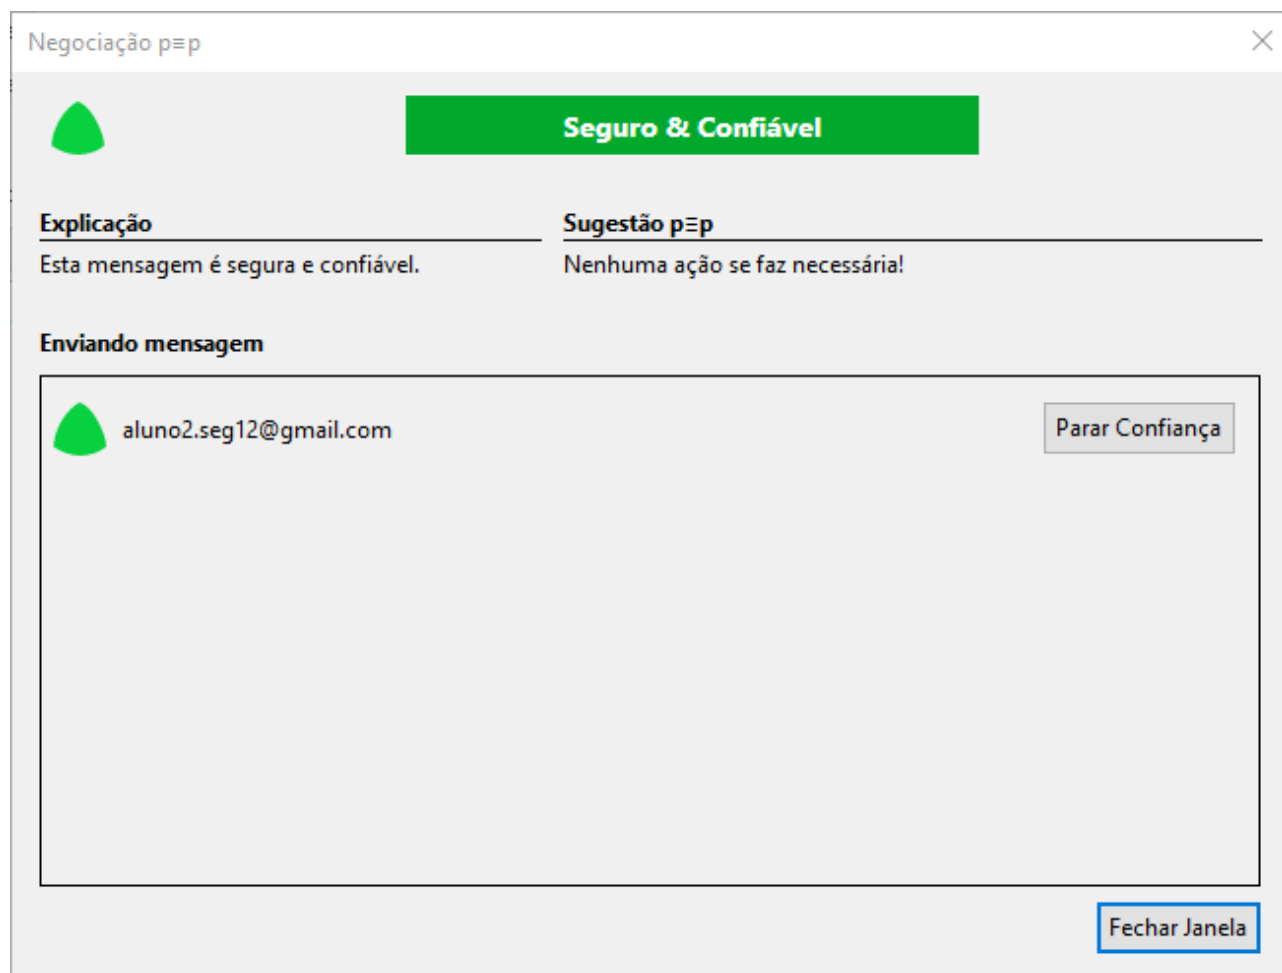 Negociação p≡p
Seguro & Confiável
Explicação
Sugestão p≡p
Esta mensagem é segura e confiável.
Nenhuma ação se faz necessária!
Enviando mensagem
aluno2.seg12@gmail.com
Parar Confiança
Fechar Janela